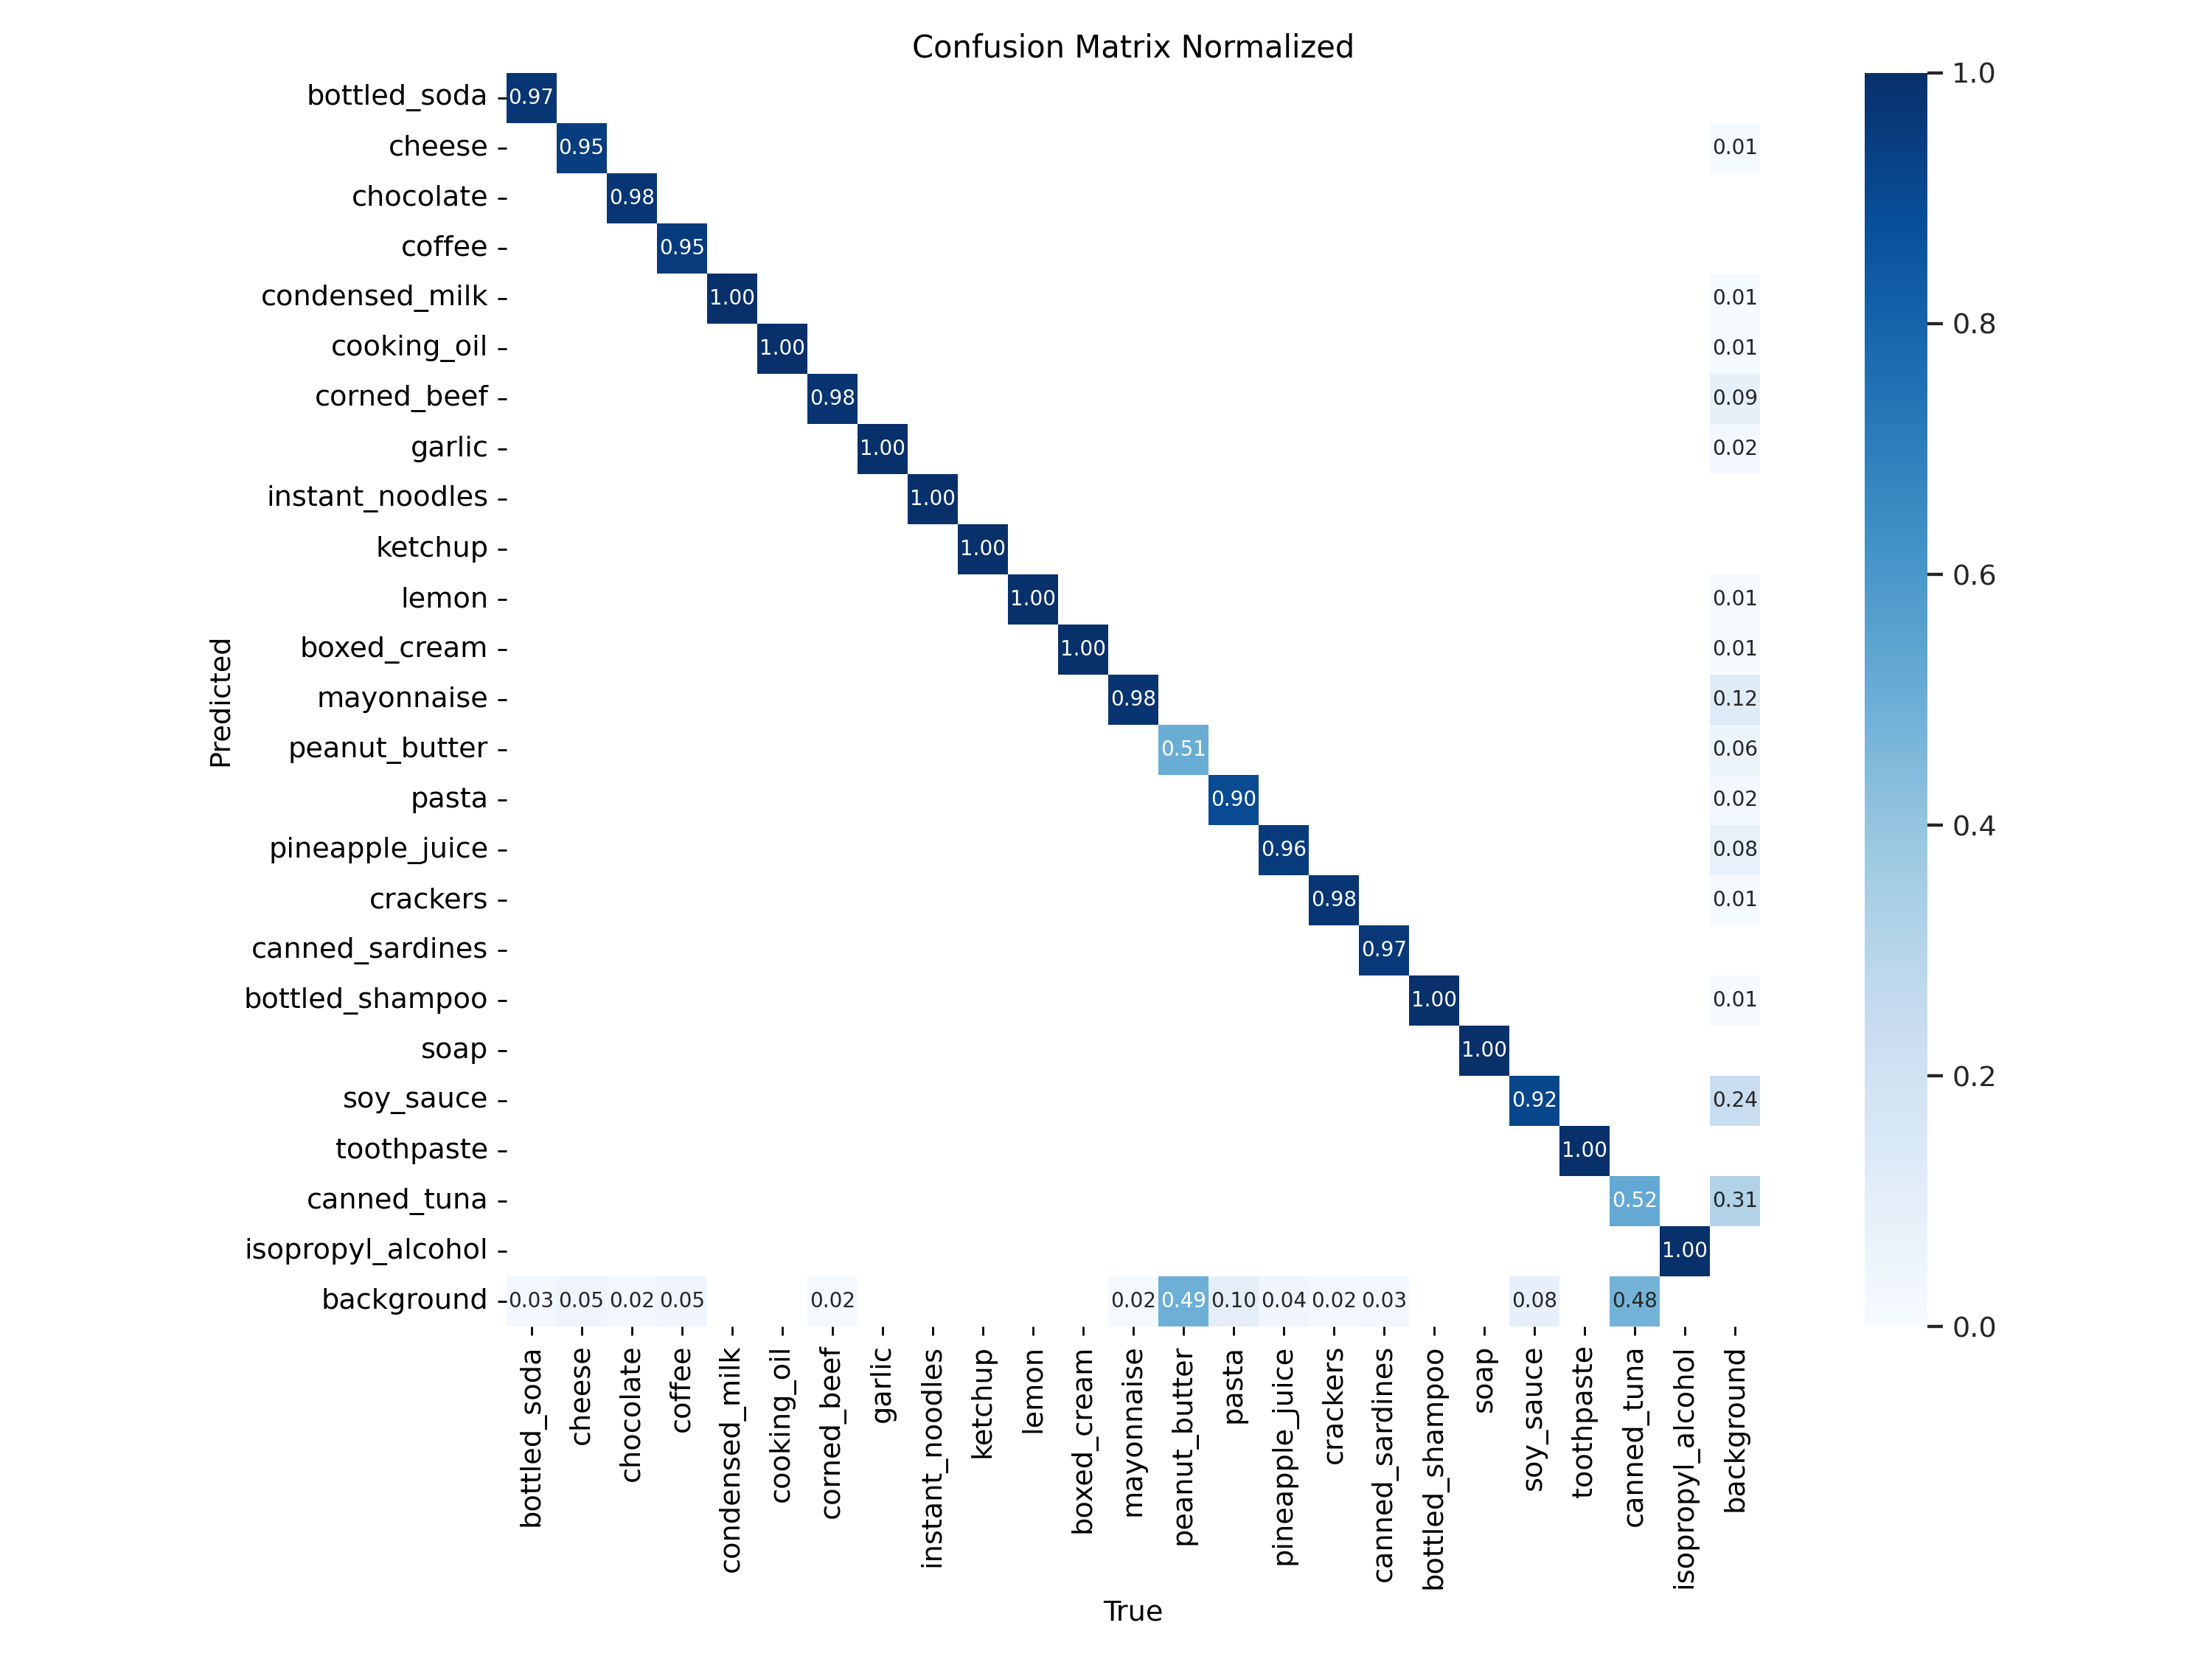 Confusion Matrix Normalized
bottled_soda 0.97
cheese 0.95 0.01
chocolate 0.98
coffee 0.95
condensed_milk 1.00 0.01
cooking_oil 1.00 0.01
corned_beef 0.98 0.09
garlic 1.00 0.02
instant_noodles 1.00
ketchup 1.00
lemon 1.00 0.01
boxed_cream 1.00 0.01
mayonnaise 0.98 0.12
peanut_butter 0.51 0.06
pasta 0.90 0.02
pineapple_juice 0.96 0.08
crackers 0.98 0.01
canned_sardines 0.97
bottled_shampoo 1.00 0.01
soap 1.00
soy_sauce 0.92 0.24
toothpaste 1.00
canned_tuna 0.52 0.31
isopropyl_alcohol 1.00
background 0.03 0.05 0.02 0.05 0.02 0.02 0.49 0.10 0.04 0.02 0.03 0.08 0.48
Predicted
bottled_soda
cheese
chocolate
coffee
condensed_milk
cooking_oil
corned_beef
garlic
instant_noodles
ketchup
lemon
boxed_cream
mayonnaise
peanut_butter
pasta
pineapple_juice
crackers
canned_sardines
bottled_shampoo
soap
soy_sauce
toothpaste
canned_tuna
isopropyl_alcohol
background
True
1.0
0.8
0.6
0.4
0.2
0.0